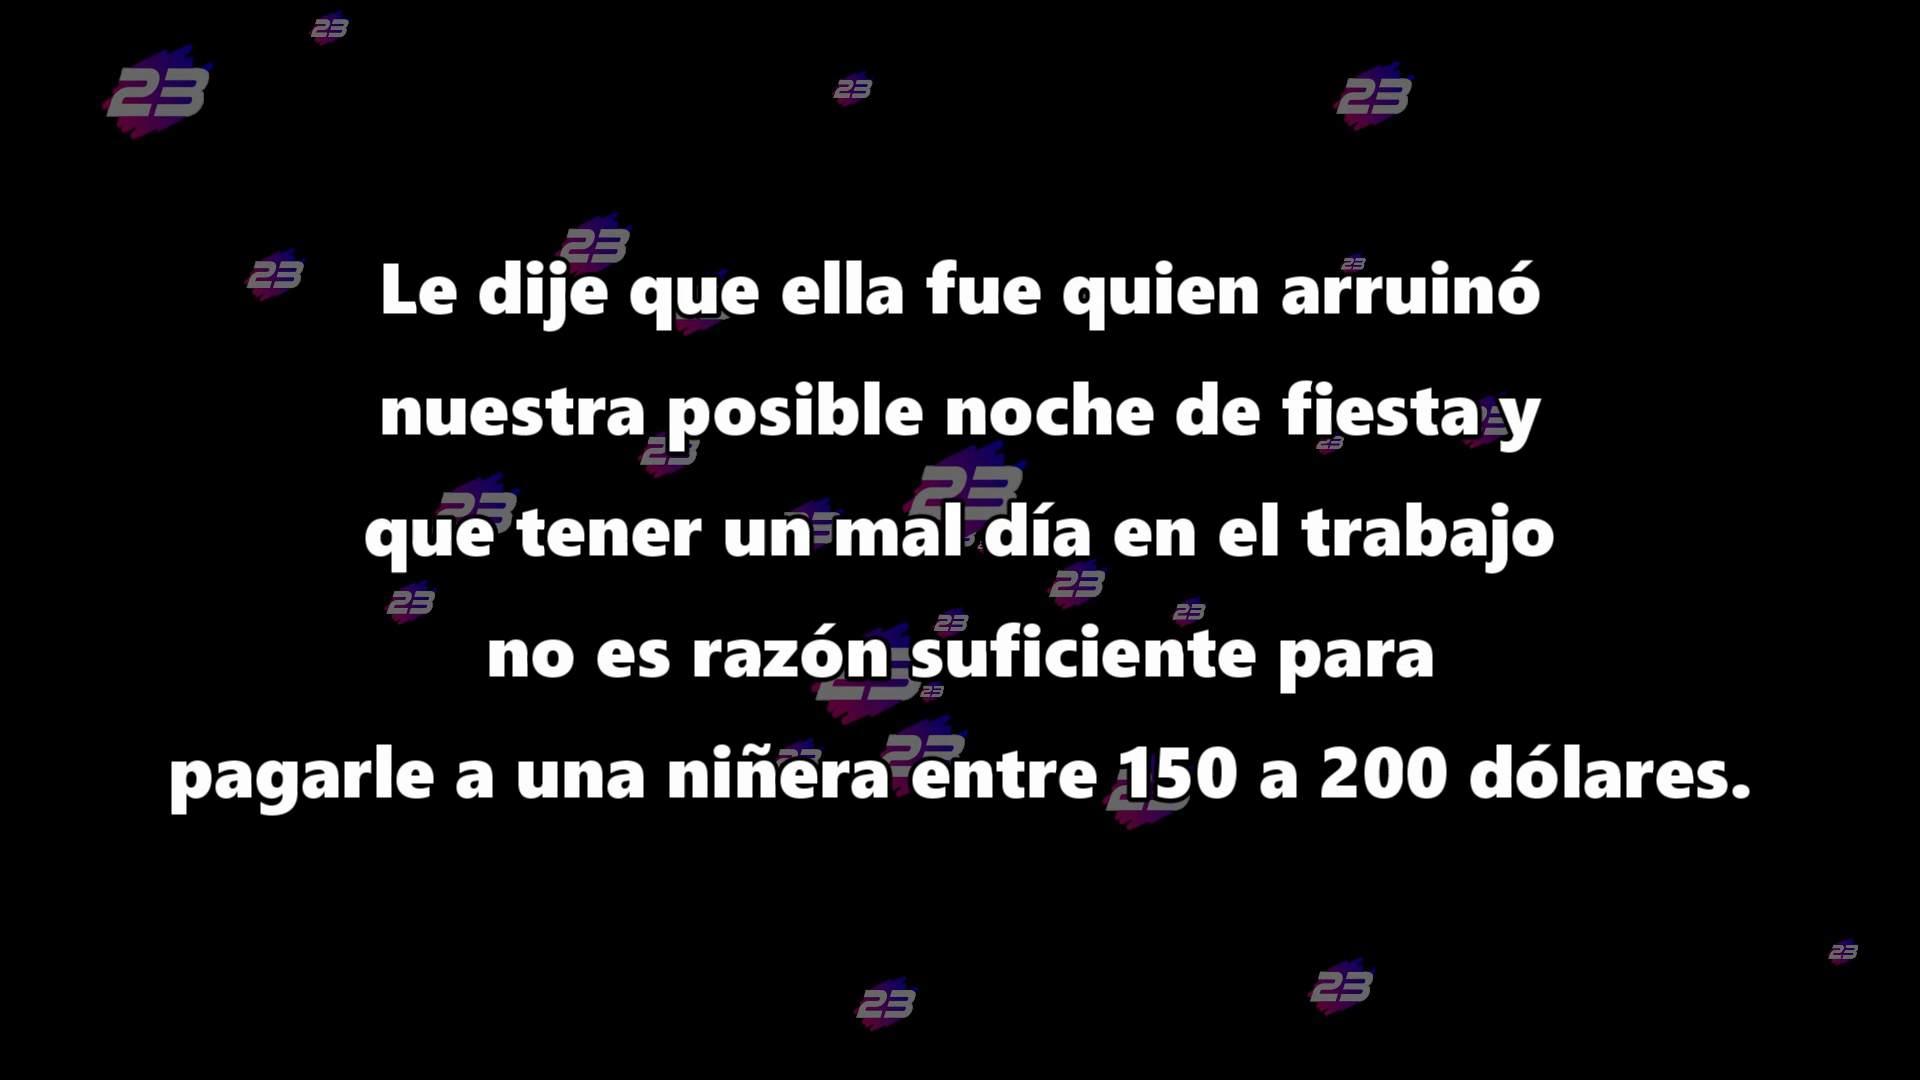 Le dije que ella fue quien arruinó
nuestra posible noche de fiesta y
que tener un mal día en el trabajo
no es razón suficiente para
pagarle a una niñera entre 150 a 200 dólares.